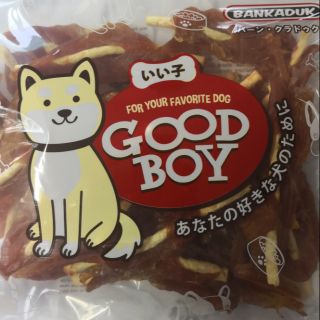 BANKADUK
バーン・クラドゥク
いい子
FOR YOUR FAVORITE DOG
GOOD
BOY
あなたの好きな犬のために